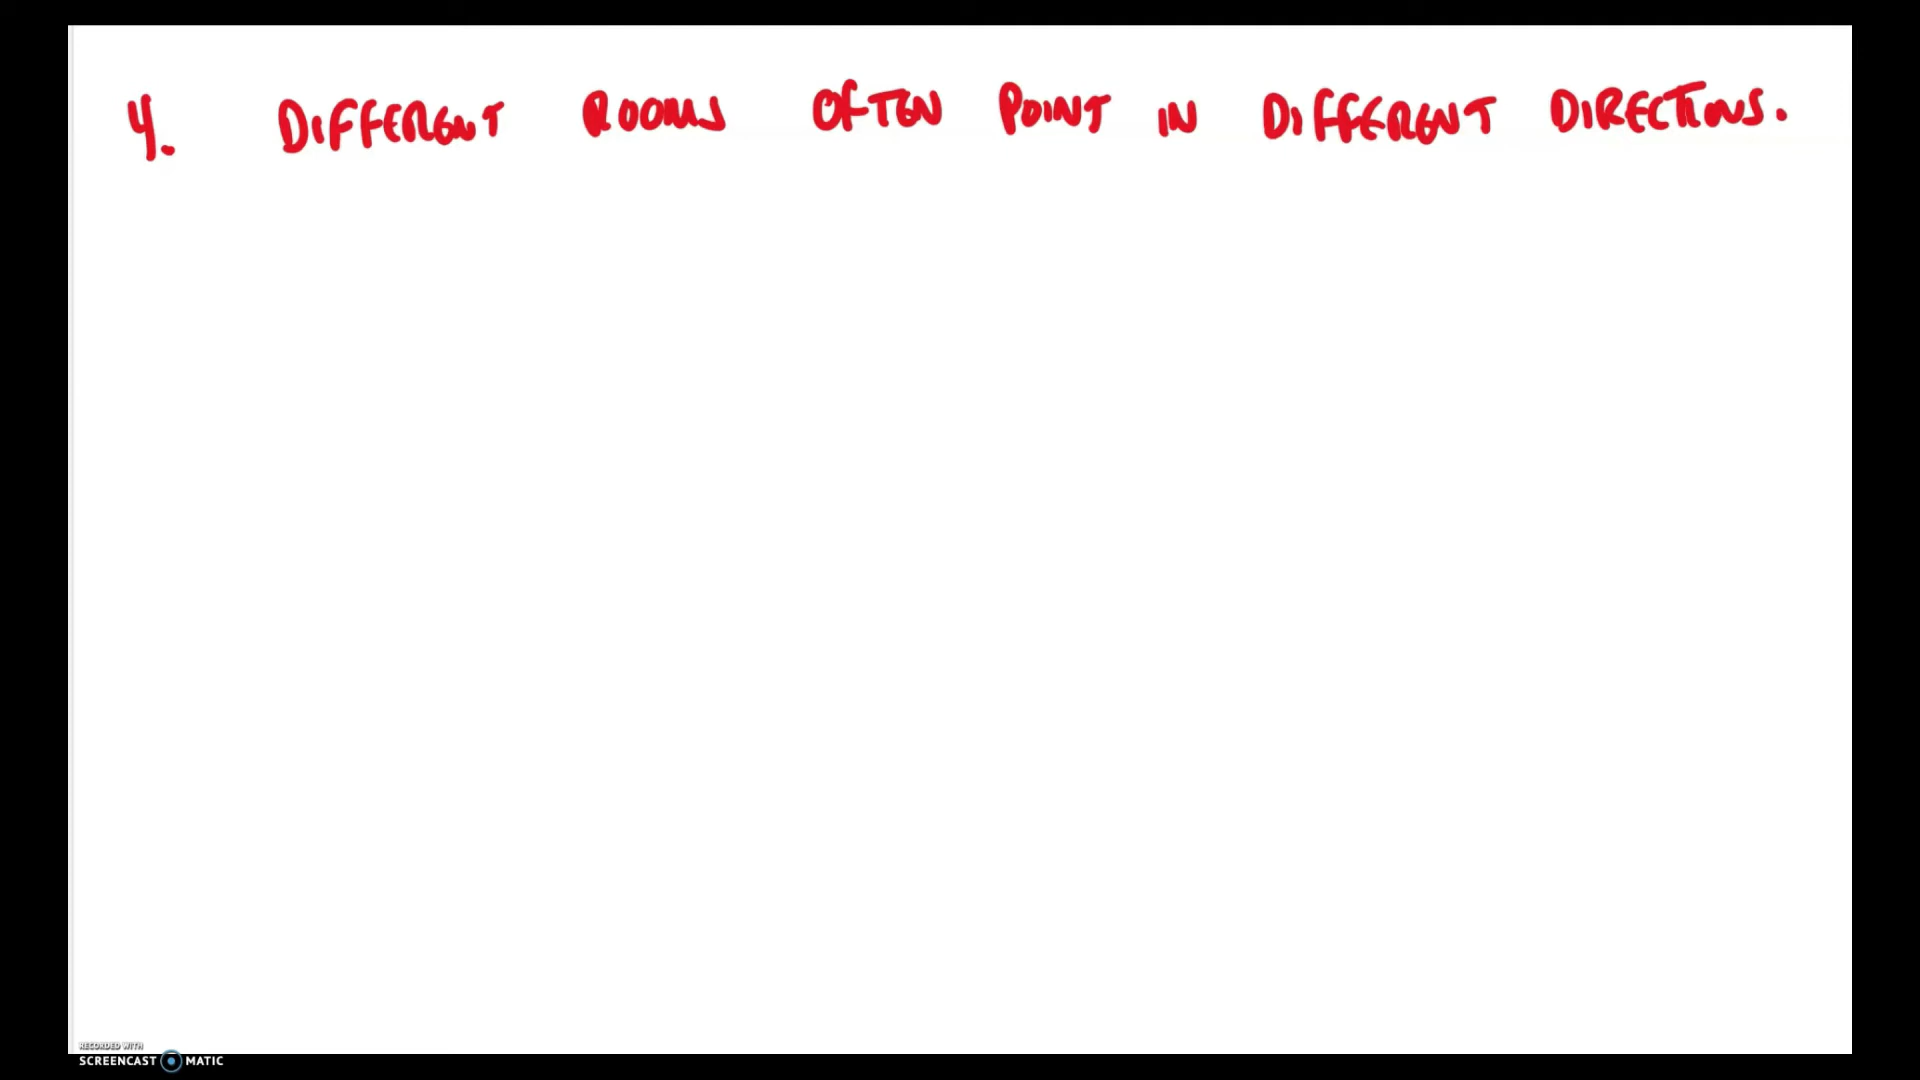 4. DIFFERENT ROOMS OFTEN POINT IN DIFFERENT DIRECTIONS.
RECORDED WITH
SCREENCAST MATIC